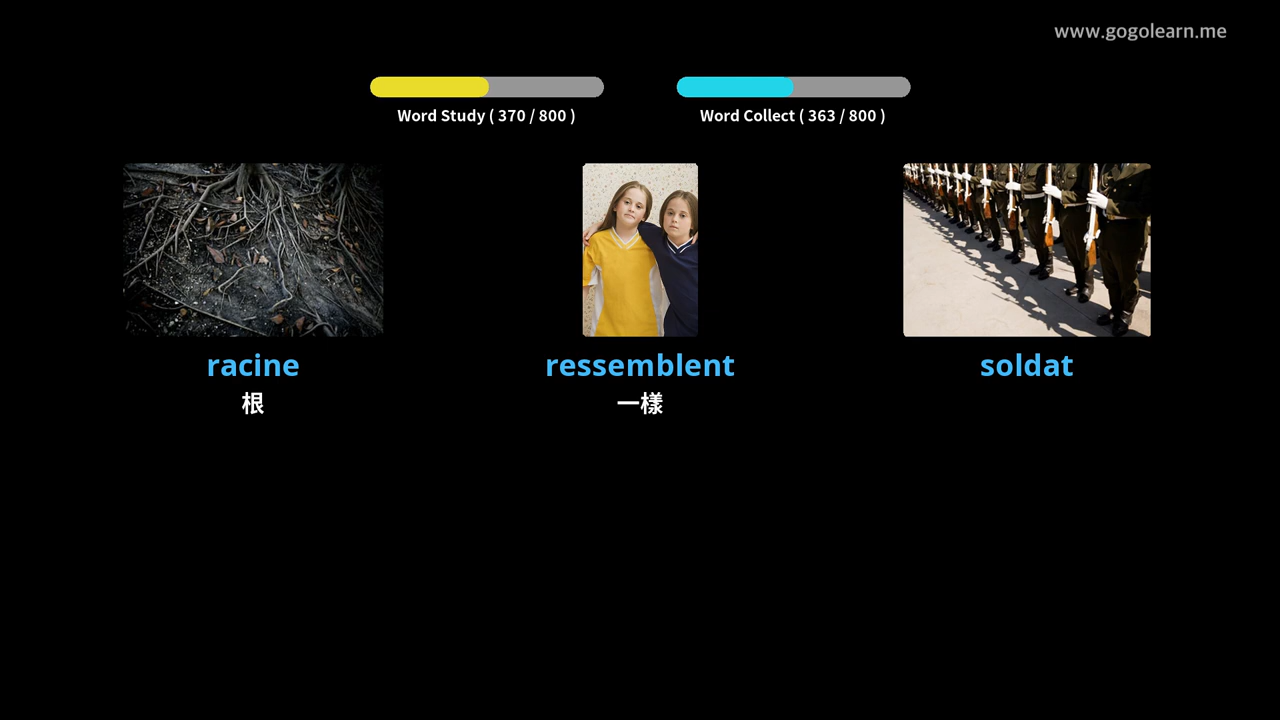 www.gogolearn.me
Word Study ( 370 / 800 )
Word Collect ( 363 / 800 )
racine
ressemblent
soldat
根
一樣